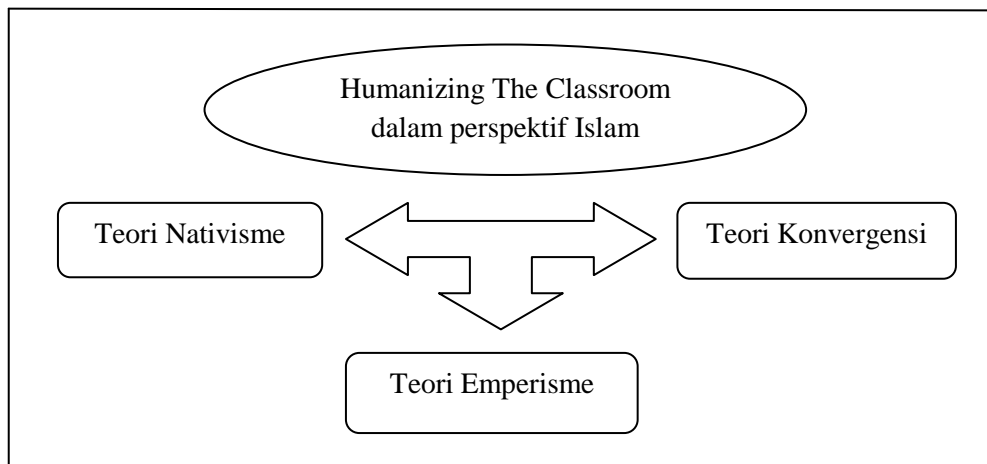 Humanizing The Classroom
dalam perspektif Islam
Teori Nativisme
Teori Konvergensi
Teori Emperisme